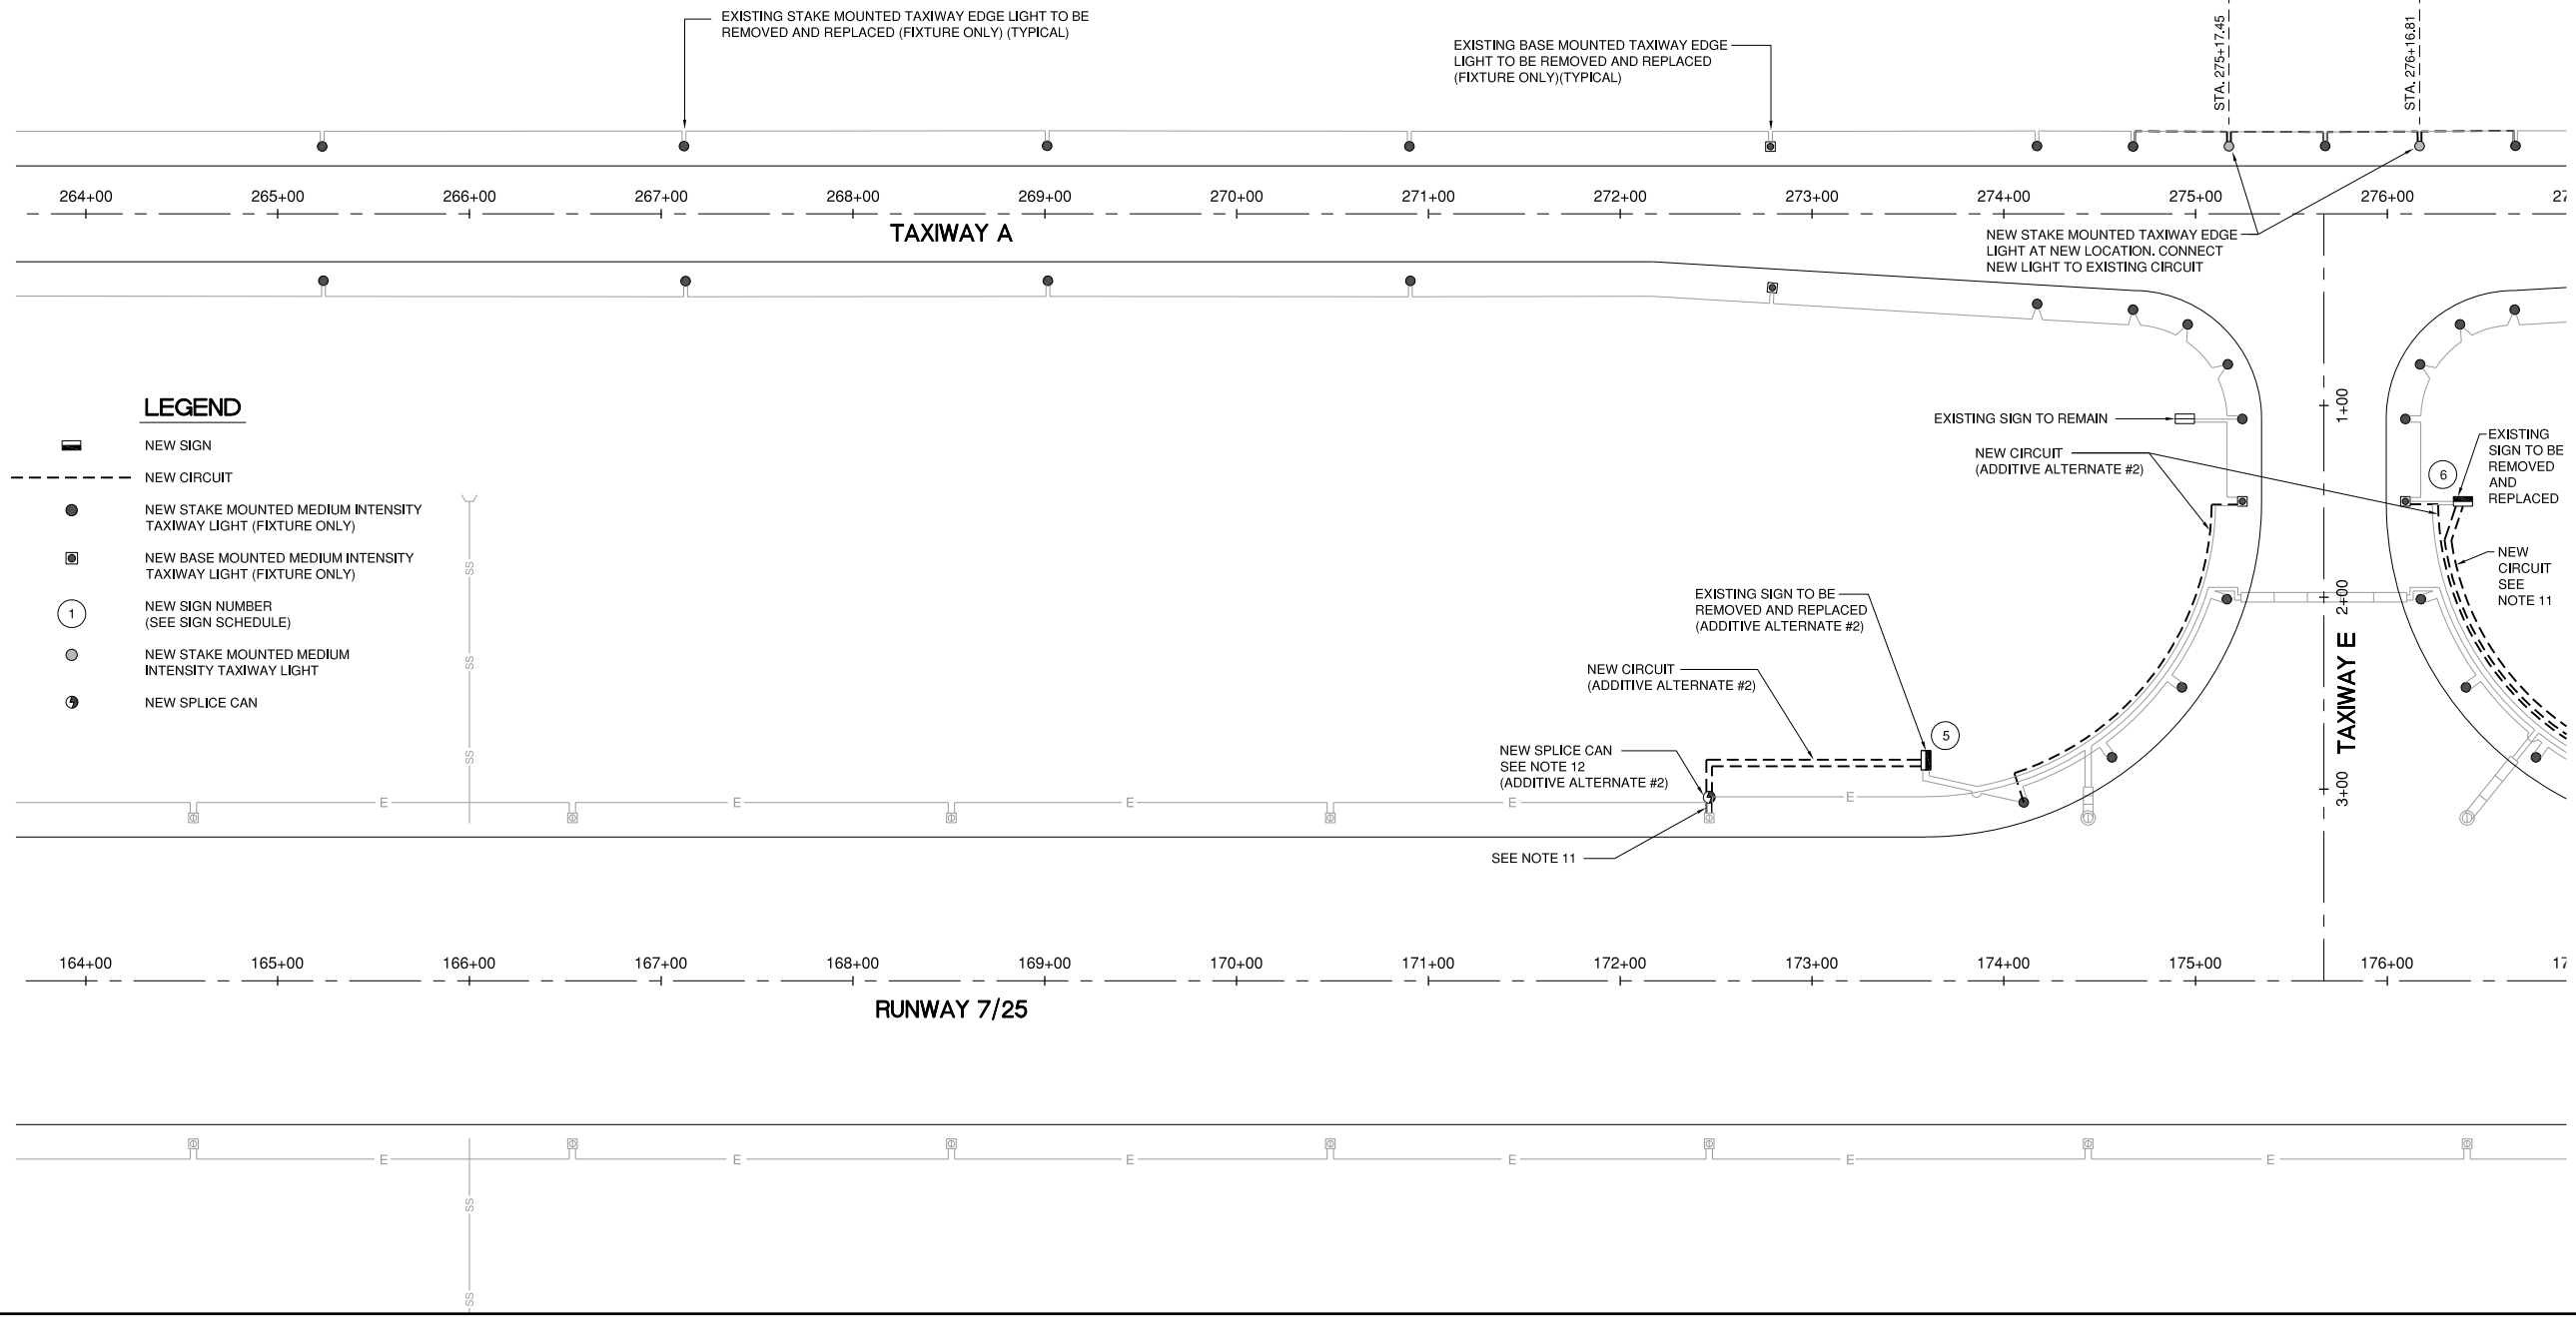 EXISTING STAKE MOUNTED TAXIWAY EDGE LIGHT TO BE
REMOVED AND REPLACED (FIXTURE ONLY) (TYPICAL)
EXISTING BASE MOUNTED TAXIWAY EDGE
LIGHT TO BE REMOVED AND REPLACED
(FIXTURE ONLY)(TYPICAL)
STA. 275+17.45
STA. 276+16.81
264+00
265+00
266+00
267+00
268+00
269+00
270+00
271+00
272+00
273+00
274+00
275+00
276+00
27
TAXIWAY A
NEW STAKE MOUNTED TAXIWAY EDGE
LIGHT AT NEW LOCATION. CONNECT
NEW LIGHT TO EXISTING CIRCUIT
LEGEND
NEW SIGN
NEW CIRCUIT
NEW STAKE MOUNTED MEDIUM INTENSITY
TAXIWAY LIGHT (FIXTURE ONLY)
NEW BASE MOUNTED MEDIUM INTENSITY
TAXIWAY LIGHT (FIXTURE ONLY)
1
NEW SIGN NUMBER
(SEE SIGN SCHEDULE)
NEW STAKE MOUNTED MEDIUM
INTENSITY TAXIWAY LIGHT
NEW SPLICE CAN
SS
SS
SS
EXISTING SIGN TO REMAIN
NEW CIRCUIT
(ADDITIVE ALTERNATE #2)
1+00
EXISTING
SIGN TO BE
REMOVED
AND
REPLACED
6
NEW
CIRCUIT
SEE
NOTE 11
2+00
TAXIWAY E
3+00
EXISTING SIGN TO BE
REMOVED AND REPLACED
(ADDITIVE ALTERNATE #2)
NEW CIRCUIT
(ADDITIVE ALTERNATE #2)
5
NEW SPLICE CAN
SEE NOTE 12
(ADDITIVE ALTERNATE #2)
E
E
E
E
E
SEE NOTE 11
164+00
165+00
166+00
167+00
168+00
169+00
170+00
171+00
172+00
173+00
174+00
175+00
176+00
17
RUNWAY 7/25
E
E
E
E
E
E
SS
SS